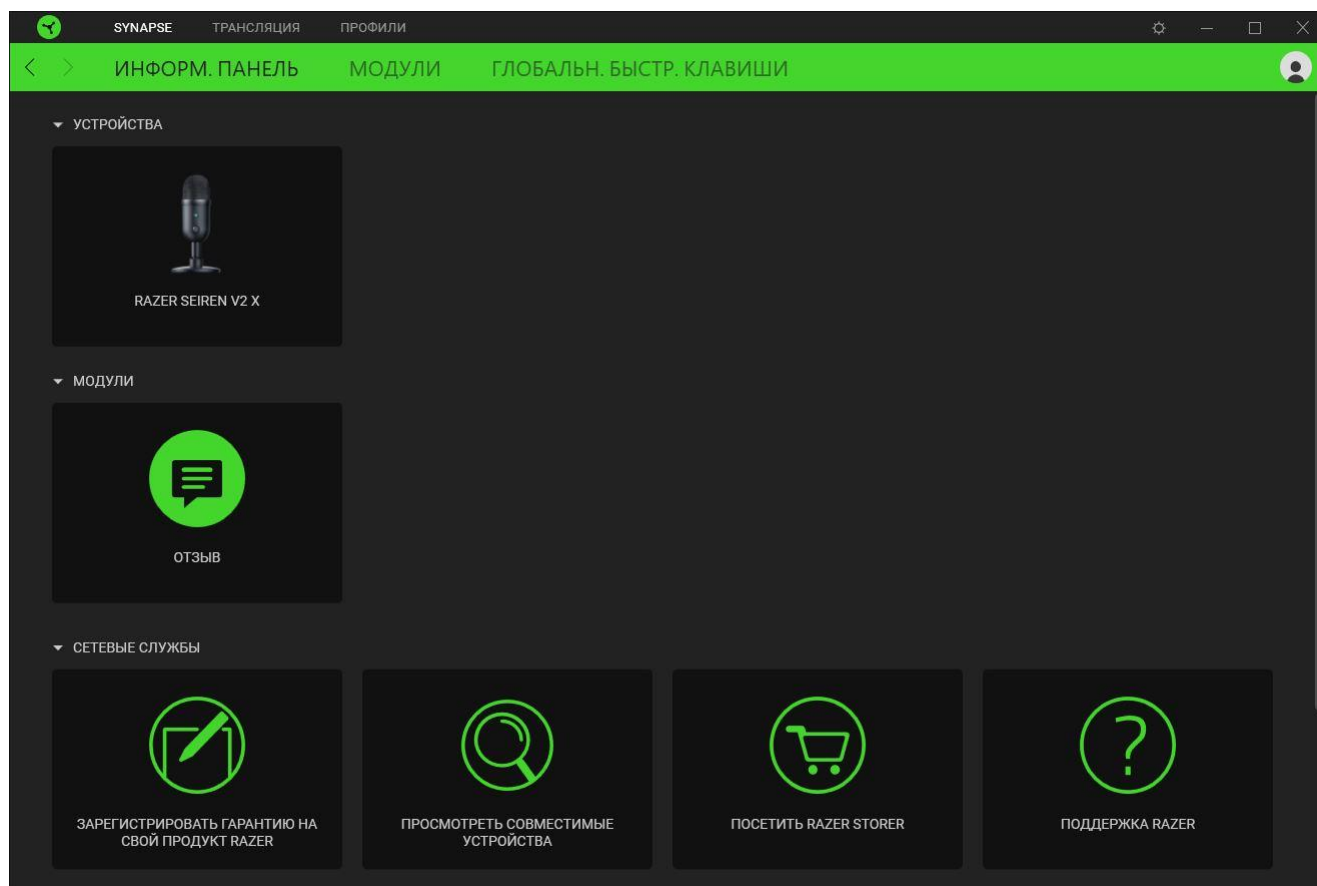 SYNAPSE ТРАНСЛЯЦИЯ ПРОФИЛИ
ИНФОРМ. ПАНЕЛЬ МОДУЛИ ГЛОБАЛЬН. БЫСТР. КЛАВИШИ
УСТРОЙСТВА
RAZER SEIREN V2 X
МОДУЛИ
ОТЗЫВ
СЕТЕВЫЕ СЛУЖБЫ
ЗАРЕГИСТРИРОВАТЬ ГАРАНТИЮ НА
СВОЙ ПРОДУКТ RAZER
ПРОСМОТРЕТЬ СОВМЕСТИМЫЕ
УСТРОЙСТВА
ПОСЕТИТЬ RAZER STORER
ПОДДЕРЖКА RAZER